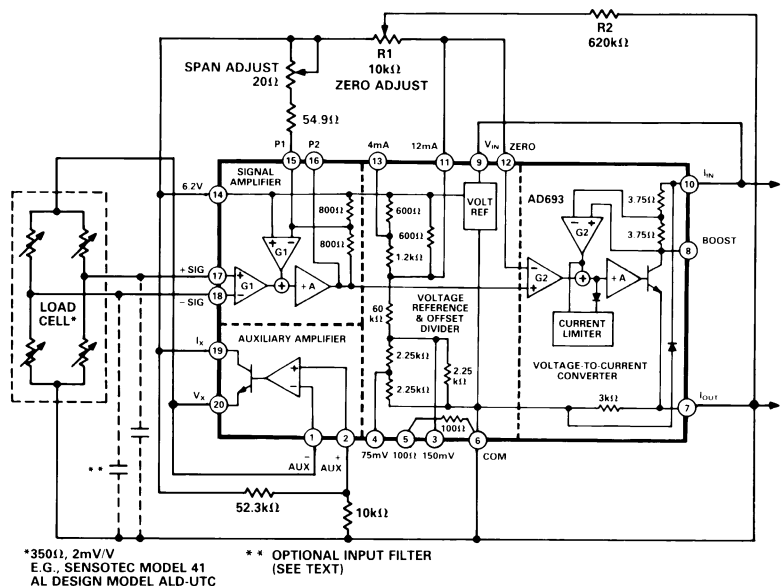 R2
620kΩ
R1
10kΩ
ZERO ADJUST
SPAN ADJUST
20Ω
54.9Ω
P1
P2
4mA
12mA
VIN
ZERO
15
16
13
11
9
12
SIGNAL
AMPLIFIER
6.2V
14
800Ω
800Ω
G1
600Ω
600Ω
1.2kΩ
VOLT
REF
AD693
G2
3.75Ω
3.75Ω
IIN
10
8
BOOST
+ SIG
17
− SIG
18
G1
+ A
LOAD
CELL*
60
kΩ
VOLTAGE
REFERENCE
& OFFSET
DIVIDER
G2
+ A
CURRENT
LIMITER
AUXILIARY AMPLIFIER
IX
19
VX
20
2.25kΩ
2.25kΩ
2.25
kΩ
VOLTAGE-TO-CURRENT
CONVERTER
3kΩ
7
IOUT
100Ω
1
2
4
5
3
6
− AUX
+ AUX
75mV
100Ω
150mV
COM
**
52.3kΩ
10kΩ
*350Ω, 2mV/V
E.G., SENSOTEC MODEL 41
AL DESIGN MODEL ALD-UTC
** OPTIONAL INPUT FILTER
(SEE TEXT)